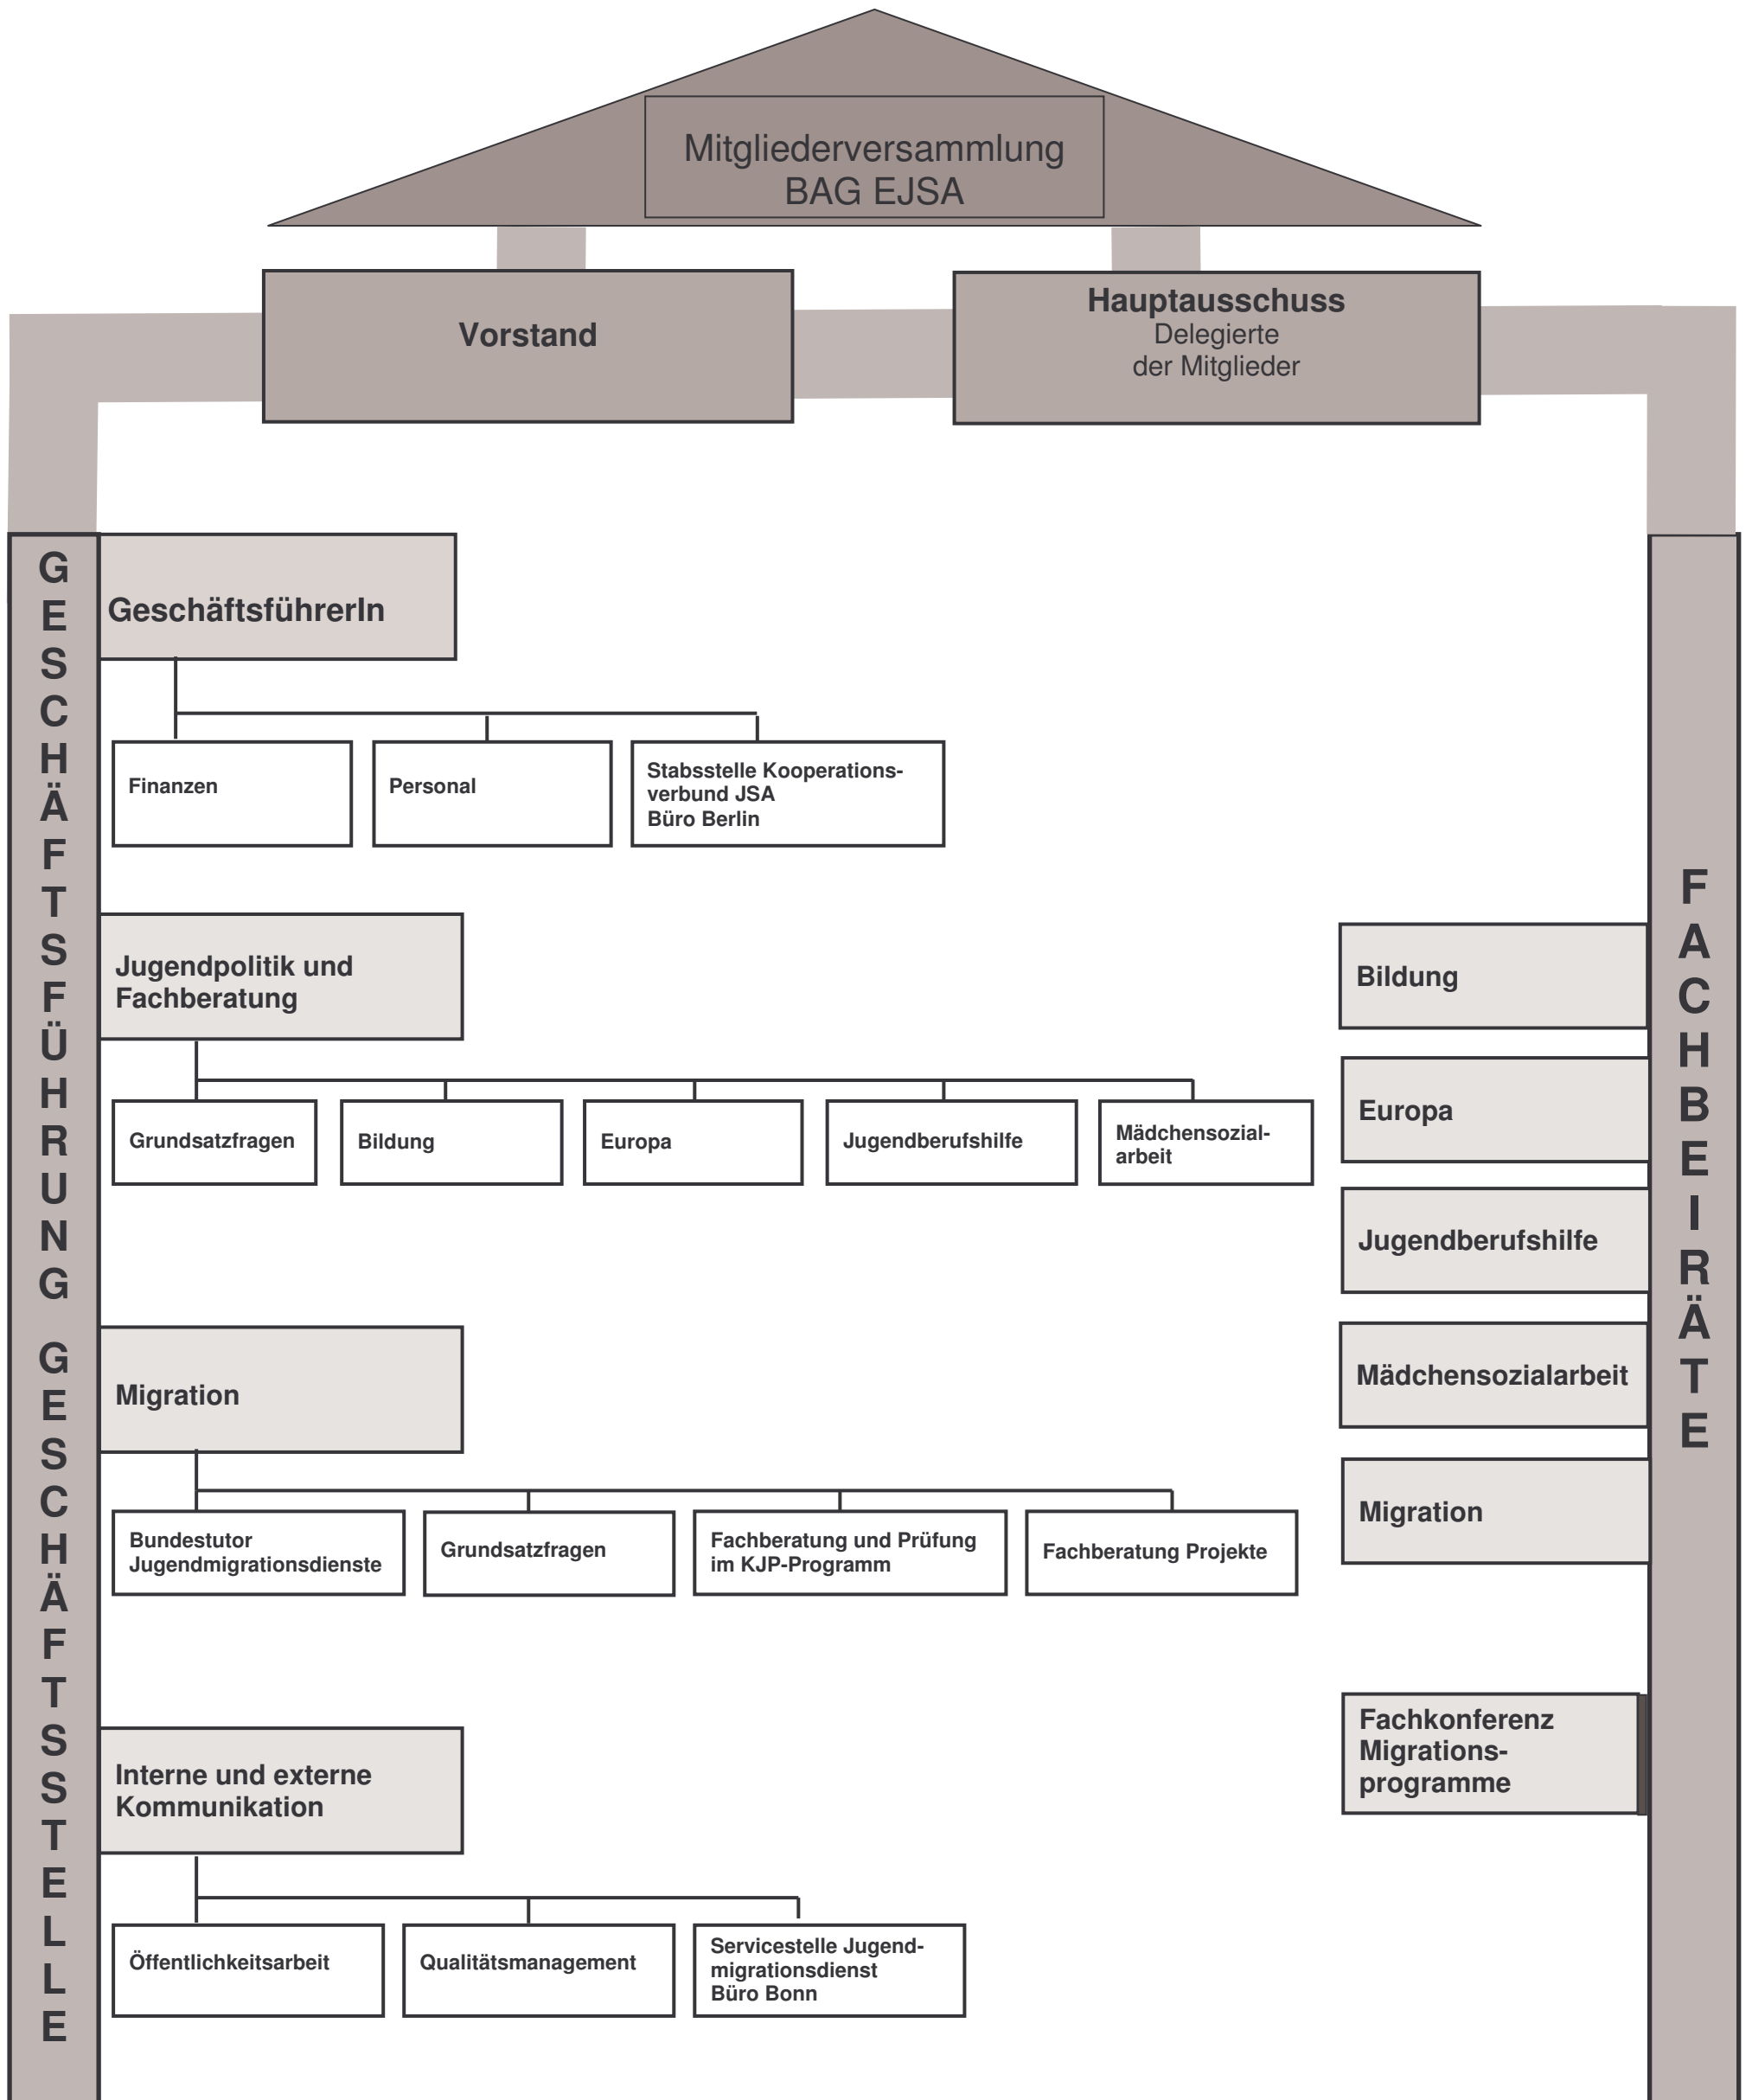 Mitgliederversammlung
BAG EJSA
Vorstand
Hauptausschuss
Delegierte
der Mitglieder
GESCHÄFTSFÜHRUNG GESCHÄFTSSTELLE
GeschäftsführerIn
Finanzen
Personal
Stabsstelle Kooperations-
verbund JSA
Büro Berlin
Jugendpolitik und
Fachberatung
Grundsatzfragen
Bildung
Europa
Jugendberufshilfe
Mädchensozial-
arbeit
Migration
Bundestutor
Jugendmigrationsdienste
Grundsatzfragen
Fachberatung und Prüfung
im KJP-Programm
Fachberatung Projekte
Interne und externe
Kommunikation
Öffentlichkeitsarbeit
Qualitätsmanagement
Servicestelle Jugend-
migrationsdienst
Büro Bonn
FACHBEIRÄTE
Bildung
Europa
Jugendberufshilfe
Mädchensozialarbeit
Migration
Fachkonferenz
Migrations-
programme